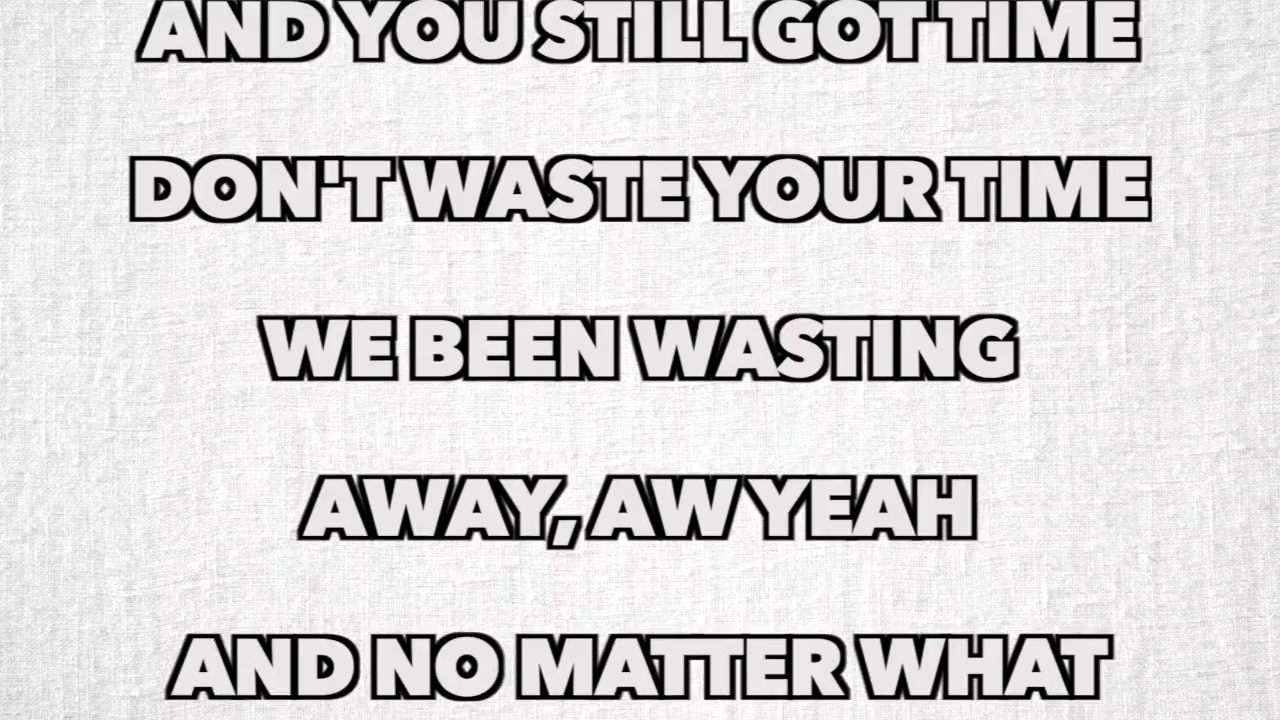 AND YOU STILL GOT TIME
DON'T WASTE YOUR TIME
WE BEEN WASTING
AWAY, AW YEAH
AND NO MATTER WHAT